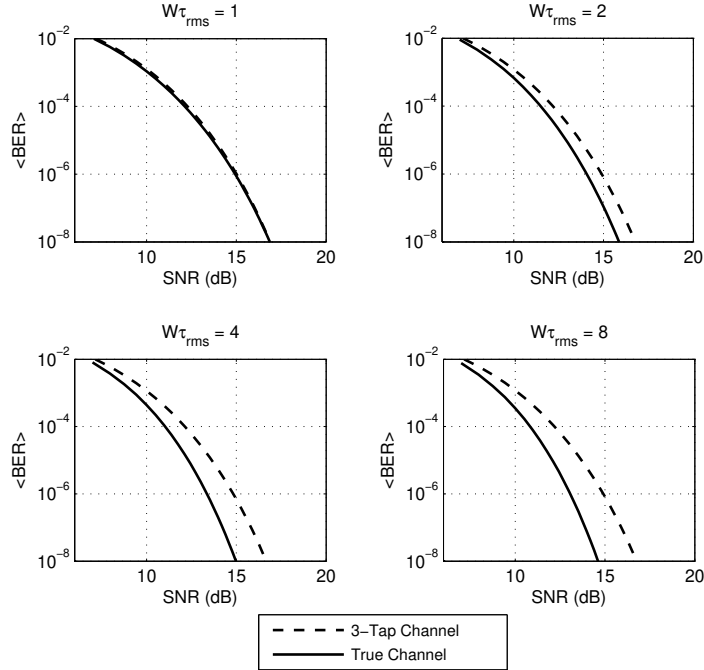 Wτrms = 1
10−2
10−4
10−6
10−8
<BER>
10
15
20
SNR (dB)
Wτrms = 2
10−2
10−4
10−6
10−8
<BER>
10
15
20
SNR (dB)
Wτrms = 4
10−2
10−4
10−6
10−8
<BER>
10
15
20
SNR (dB)
Wτrms = 8
10−2
10−4
10−6
10−8
<BER>
10
15
20
SNR (dB)
3−Tap Channel
True Channel